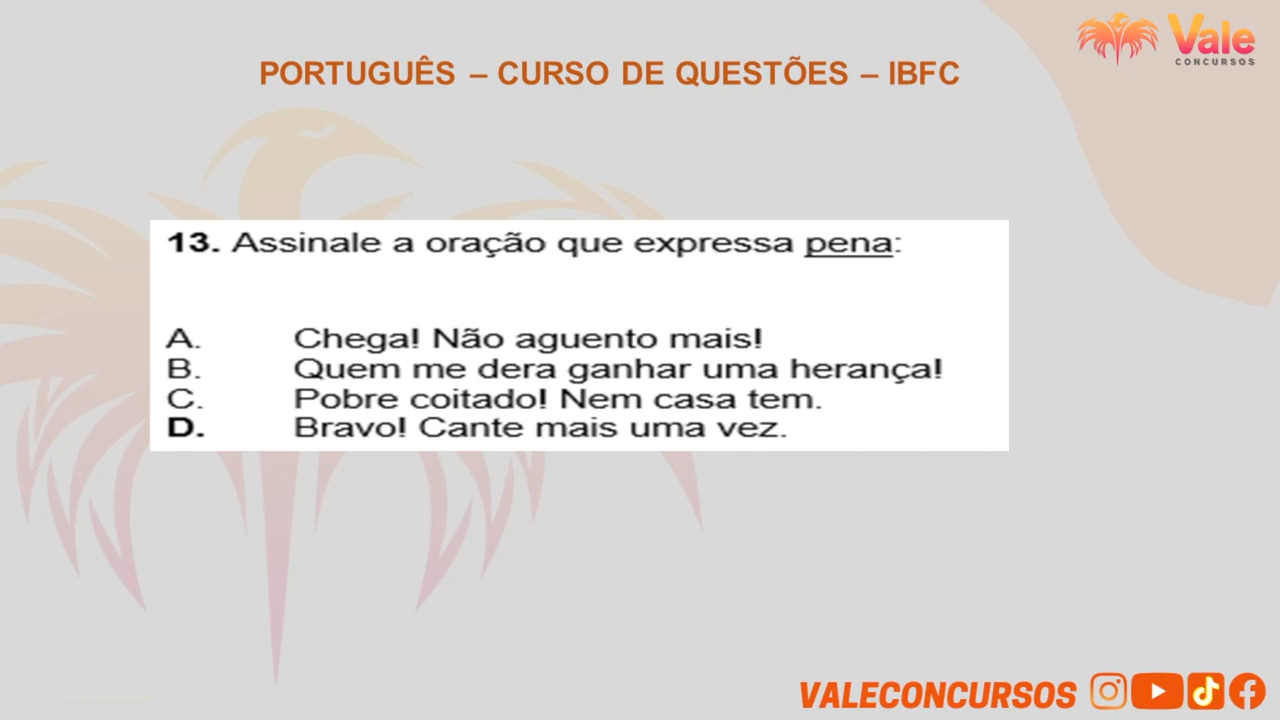 Vale
CONCURSOS
PORTUGUÊS – CURSO DE QUESTÕES – IBFC
13. Assinale a oração que expressa pena:
A. Chega! Não aguento mais!
B. Quem me dera ganhar uma herança!
C. Pobre coitado! Nem casa tem.
D. Bravo! Cante mais uma vez.
VALECONCURSOS